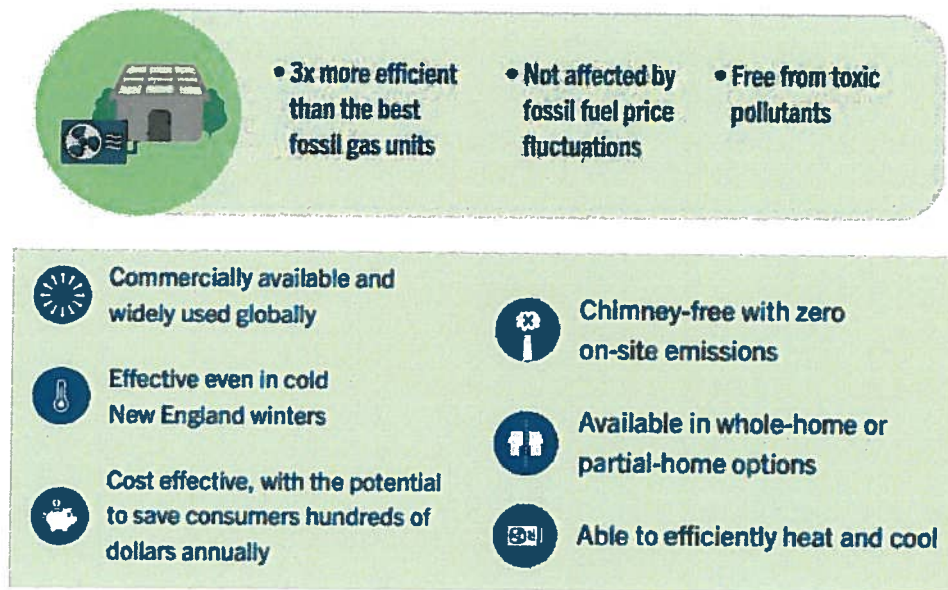 • 3x more efficient
than the best
fossil gas units
• Not affected by
fossil fuel price
fluctuations
• Free from toxic
pollutants
Commercially available and
widely used globally
Effective even in cold
New England winters
Cost effective, with the potential
to save consumers hundreds of
dollars annually
Chimney-free with zero
on-site emissions
Available in whole-home or
partial-home options
Able to efficiently heat and cool